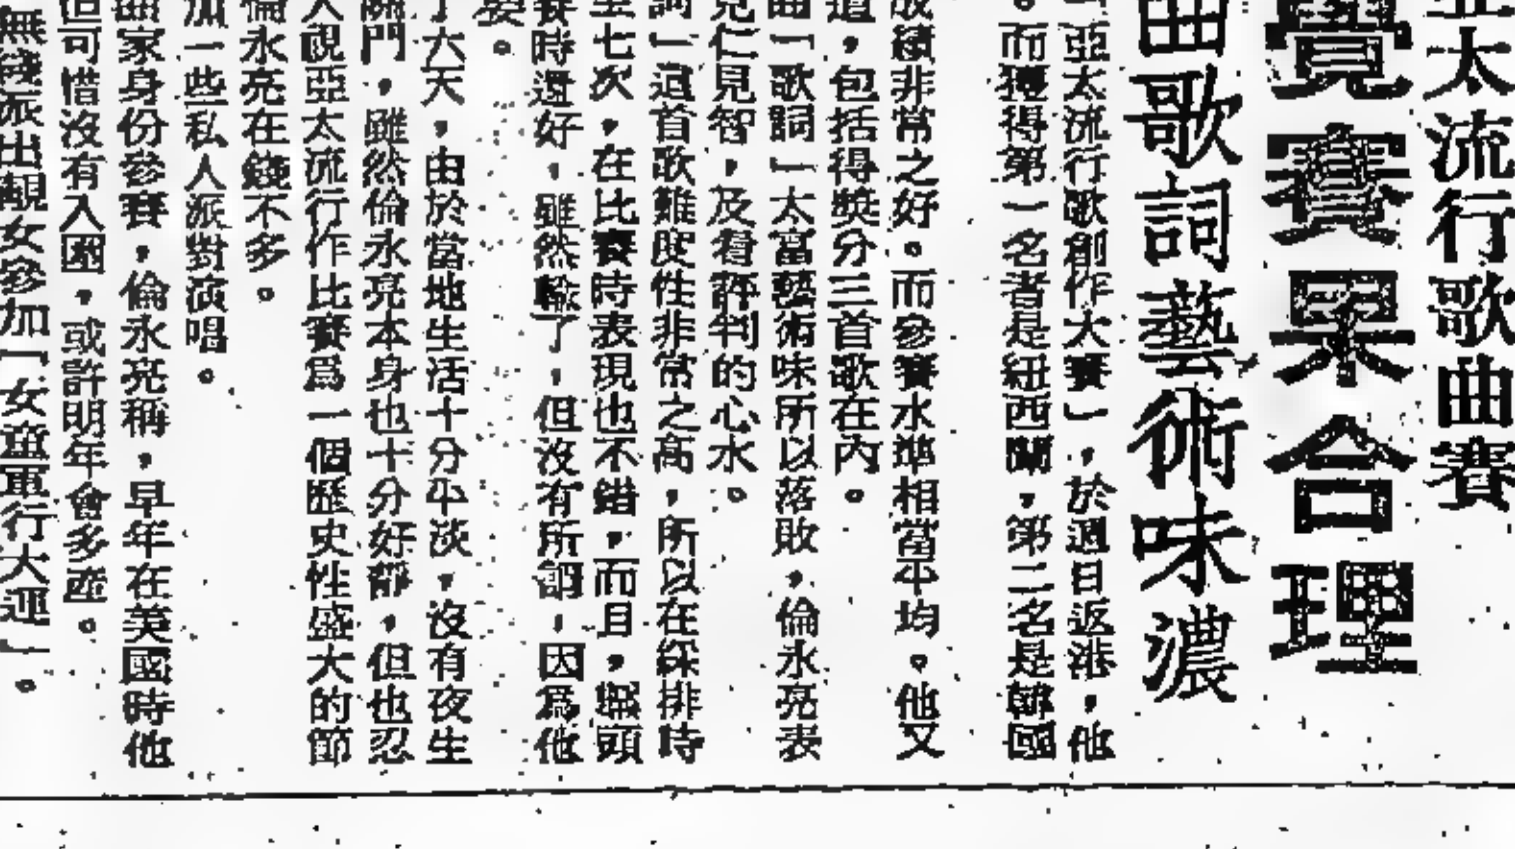 亞太流行歌曲賽
覺賽果合理
曲歌詞藝術味濃
亞太流行歌創作大賽」，於週日返港，他
。而獲得第一名者是紐西蘭，第二名是韓國
成績非常之好。而參賽水準相當平均。他又
道，包括得獎分三首歌在內。
曲「歌詞」太富藝術味所以落敗，倫永亮表
見仁見智，及看評判的心水。
詞」這首歌難度性非常之高，所以在綵排時
至七次，在比賽時表現也不錯，而且，壓頭
賽時還好，雖然輸了，但沒有所謂，因爲他
要。
了六天，由於當地生活十分平淡，沒有夜生
關門，雖然倫永亮本身也十分好靜，但也忍
人視亞太流行作比賽爲一個歷史性盛大的節
倫永亮在錢不多。
加一些私人派對演唱。
曲家身份參賽，倫永亮稱，早年在美國時他
但可惜沒有入圍，或許明年會多產。
無綫派出靚女參加「女童軍行大運」。